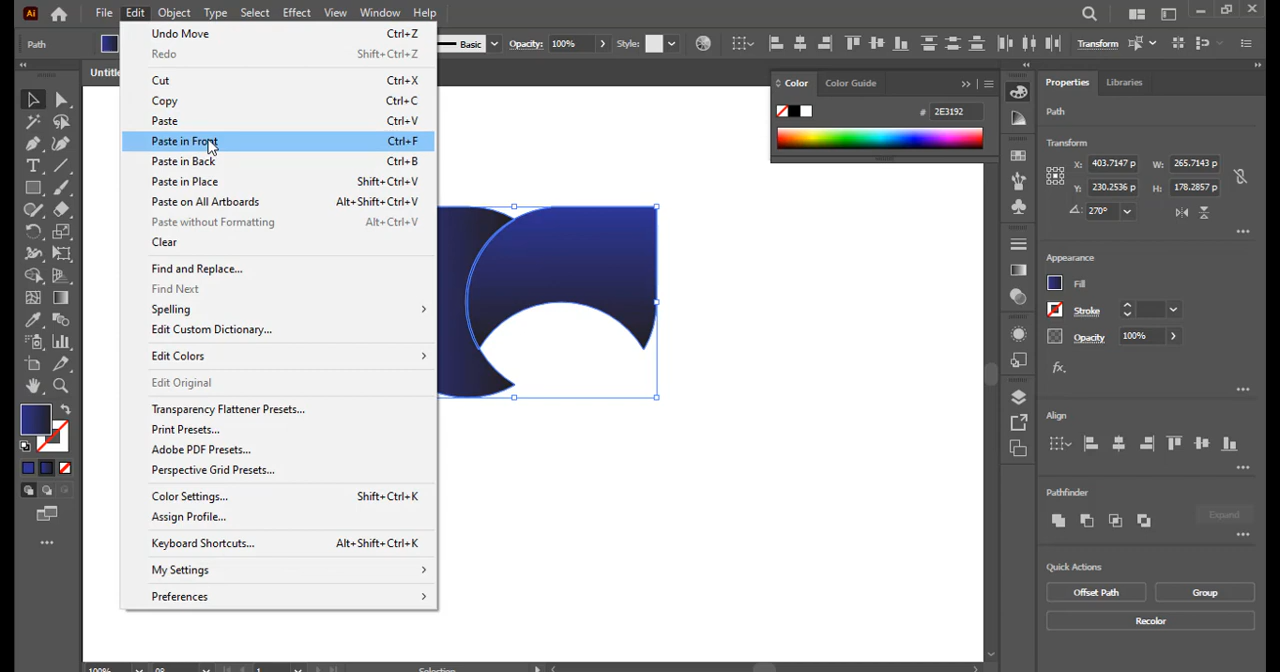 Ai File Edit Object Type Select Effect View Window Help
Path Basic Opacity: 100% Style: Transform
Undo Move Ctrl+Z
Redo Shift+Ctrl+Z
Cut Ctrl+X
Copy Ctrl+C
Paste Ctrl+V
Paste in Front Ctrl+F
Paste in Back Ctrl+B
Paste in Place Shift+Ctrl+V
Paste on All Artboards Alt+Shift+Ctrl+V
Paste without Formatting Alt+Ctrl+V
Clear
Find and Replace...
Find Next
Spelling
Edit Custom Dictionary...
Edit Colors
Edit Original
Transparency Flattener Presets...
Print Presets...
Adobe PDF Presets...
Perspective Grid Presets...
Color Settings... Shift+Ctrl+K
Assign Profile...
Keyboard Shortcuts... Alt+Shift+Ctrl+K
My Settings
Preferences
Color Color Guide
# 2E3192
Properties Libraries
Path
Transform
X: 403.7147 p W: 265.7143 p
Y: 230.2536 p H: 178.2857 p
270°
Appearance
Fill
Stroke
Opacity 100%
fx.
Align
Pathfinder
Expand
Quick Actions
Offset Path Group
Recolor
100% 1 Selection